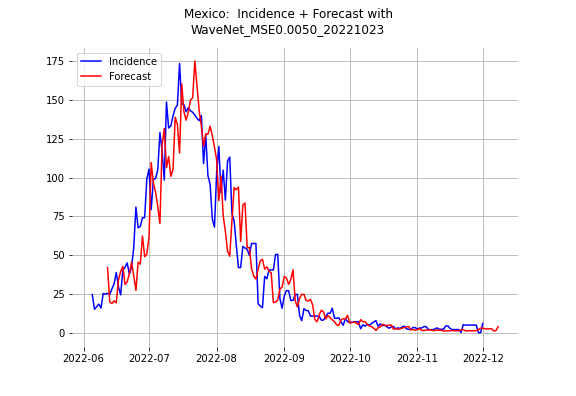 Mexico:  Incidence + Forecast with
WaveNet_MSE0.0050_20221023
Incidence
Forecast
175
150
125
100
75
50
25
0
2022-06 2022-07 2022-08 2022-09 2022-10 2022-11 2022-12